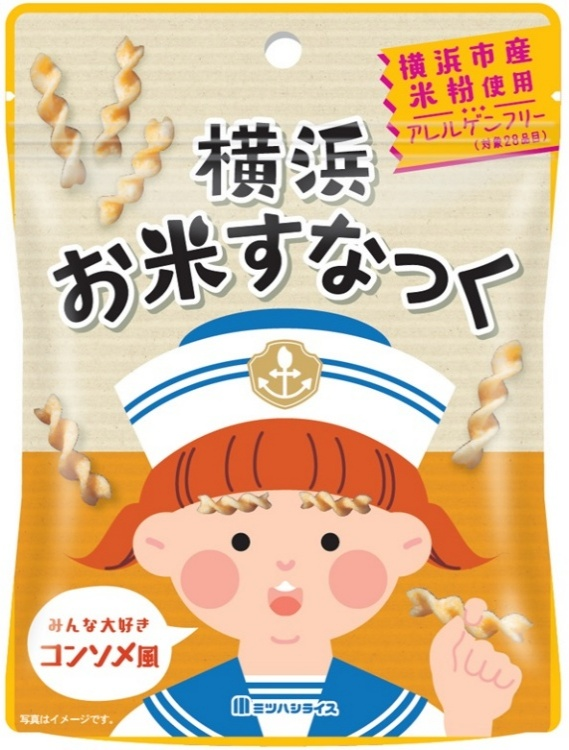 横浜市産
米粉使用
アレルゲンフリー
(対象28品目)
横浜
お米すなっく
みんな大好き
コンソメ風
ミツハシライス
写真はイメージです。